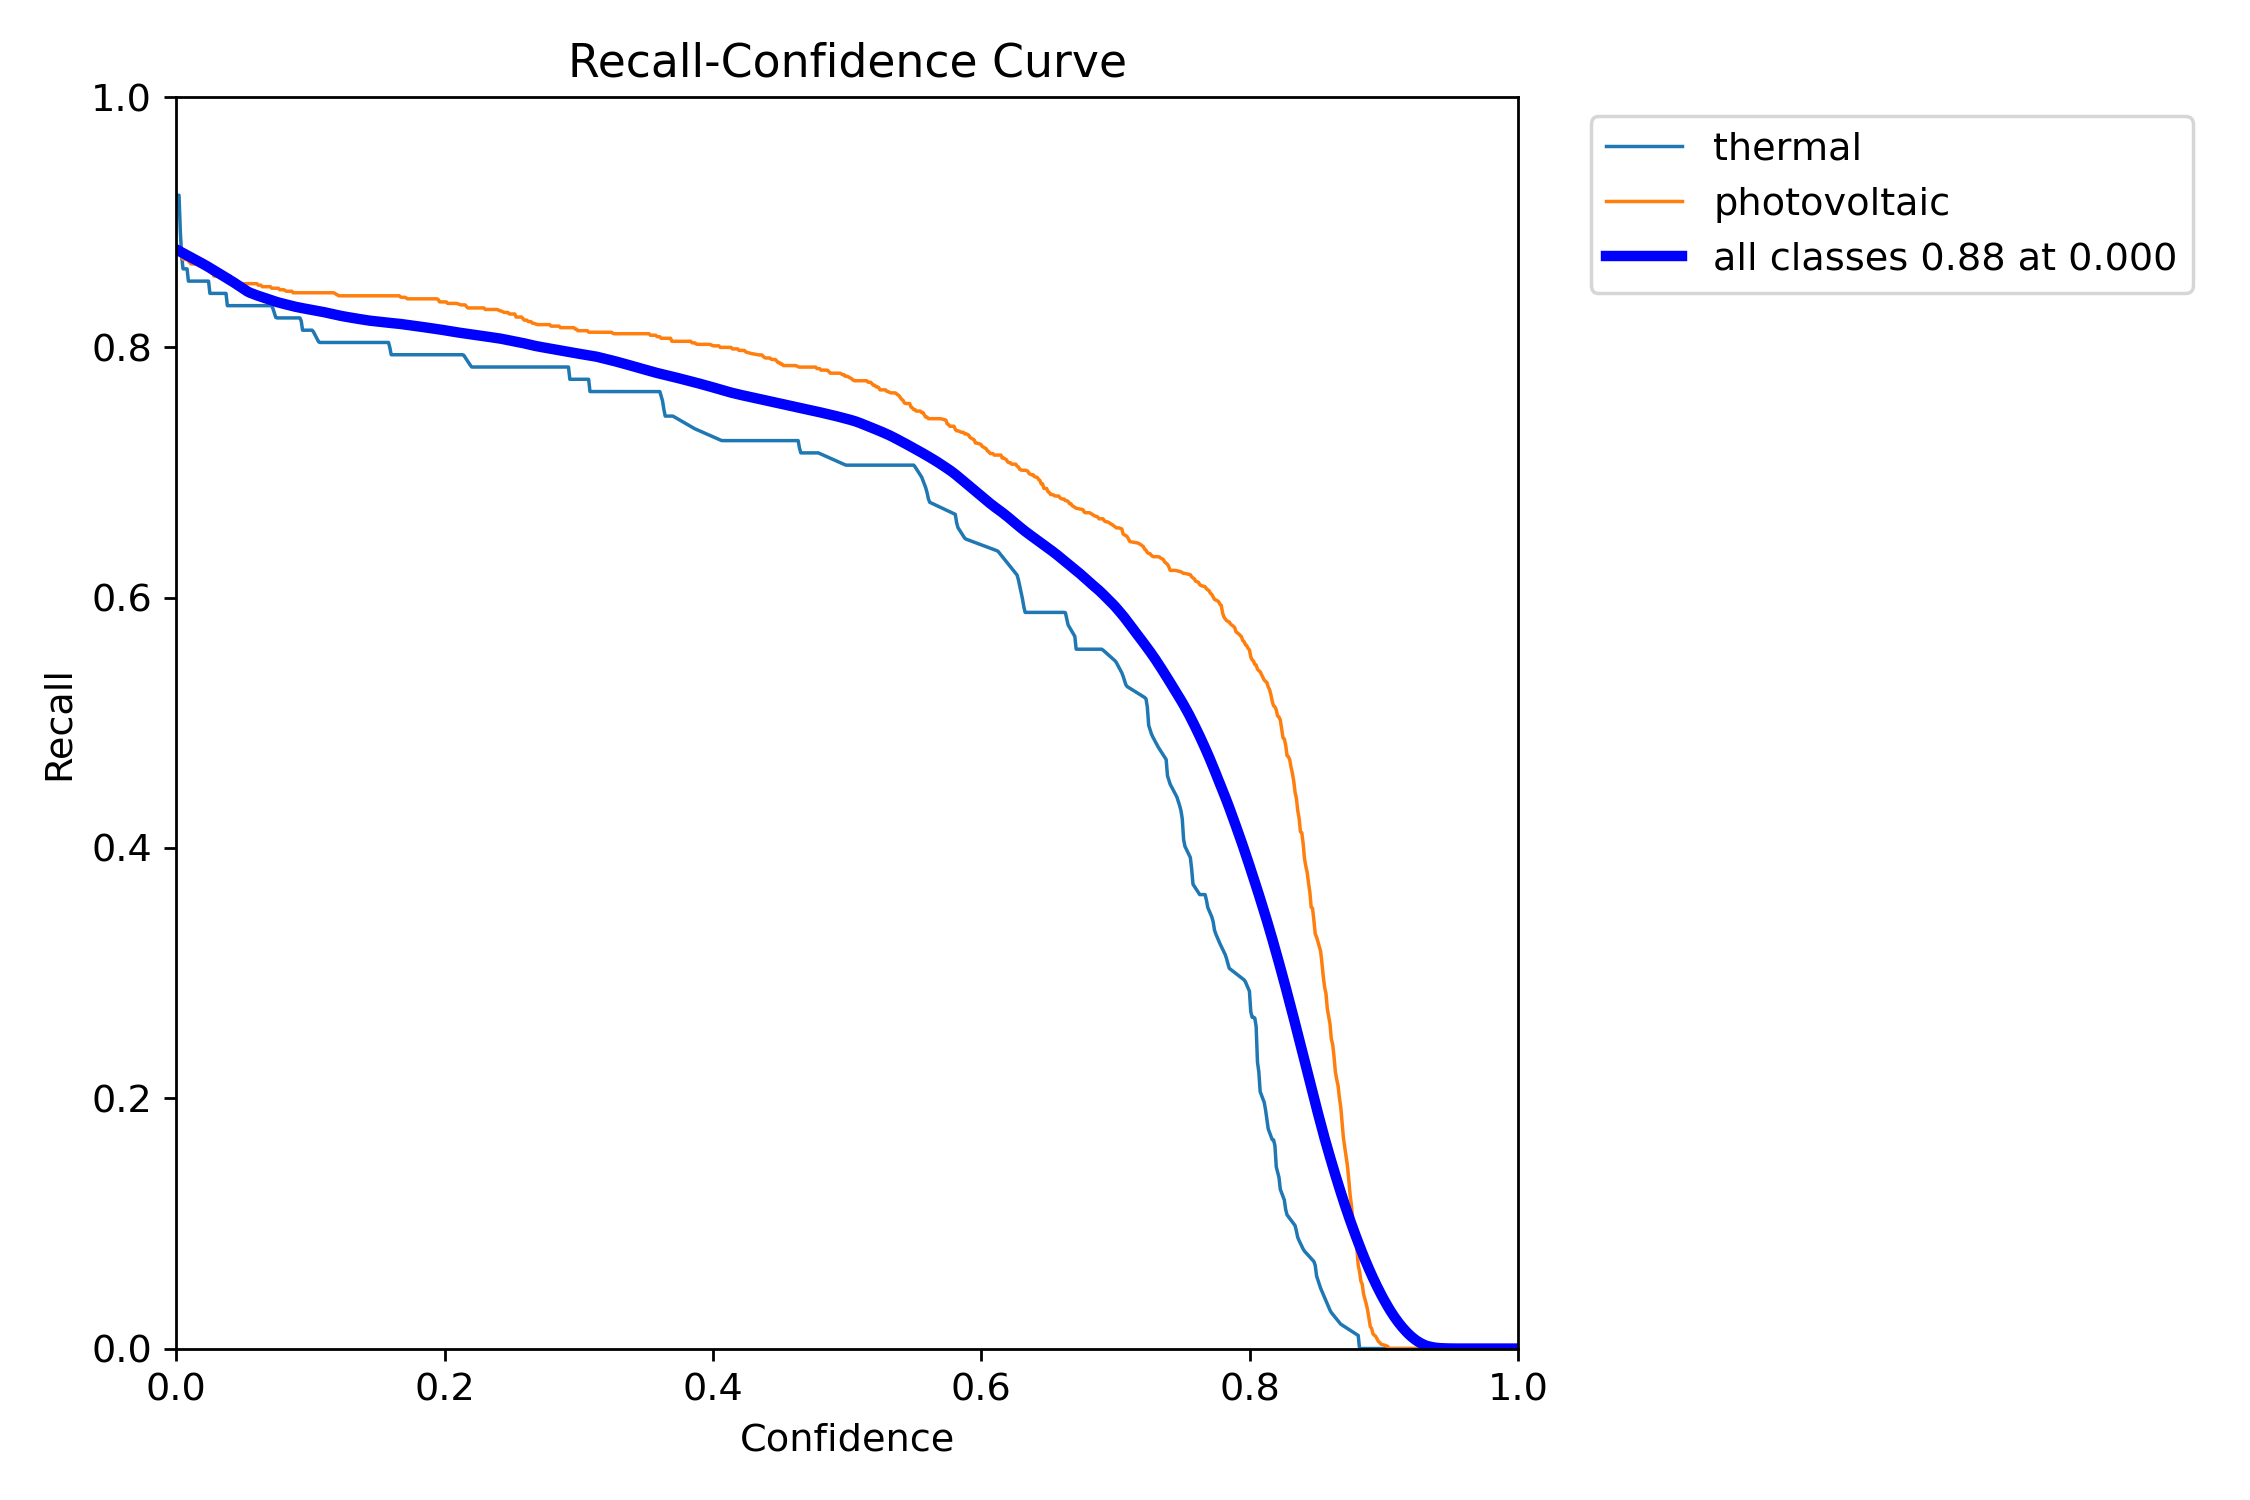 Recall-Confidence Curve
1.0
0.8
0.6
0.4
0.2
0.0
Recall
0.0 0.2 0.4 0.6 0.8 1.0
Confidence
thermal
photovoltaic
all classes 0.88 at 0.000